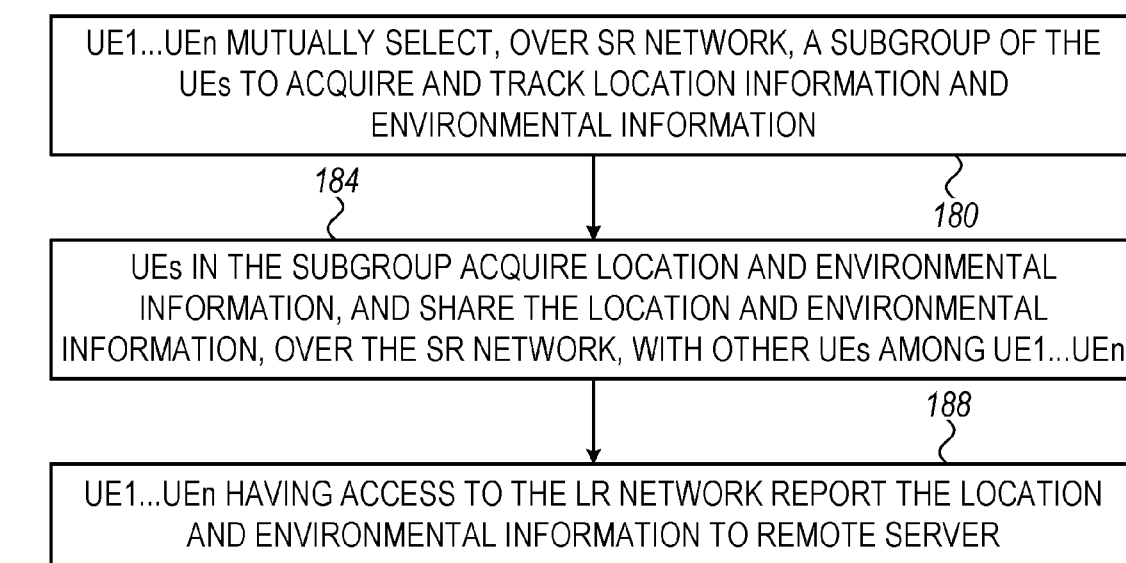 UE1...UEn MUTUALLY SELECT, OVER SR NETWORK, A SUBGROUP OF THE
UEs TO ACQUIRE AND TRACK LOCATION INFORMATION AND
ENVIRONMENTAL INFORMATION
184
180
UEs IN THE SUBGROUP ACQUIRE LOCATION AND ENVIRONMENTAL
INFORMATION, AND SHARE THE LOCATION AND ENVIRONMENTAL
INFORMATION, OVER THE SR NETWORK, WITH OTHER UEs AMONG UE1...UEn
188
UE1...UEn HAVING ACCESS TO THE LR NETWORK REPORT THE LOCATION
AND ENVIRONMENTAL INFORMATION TO REMOTE SERVER